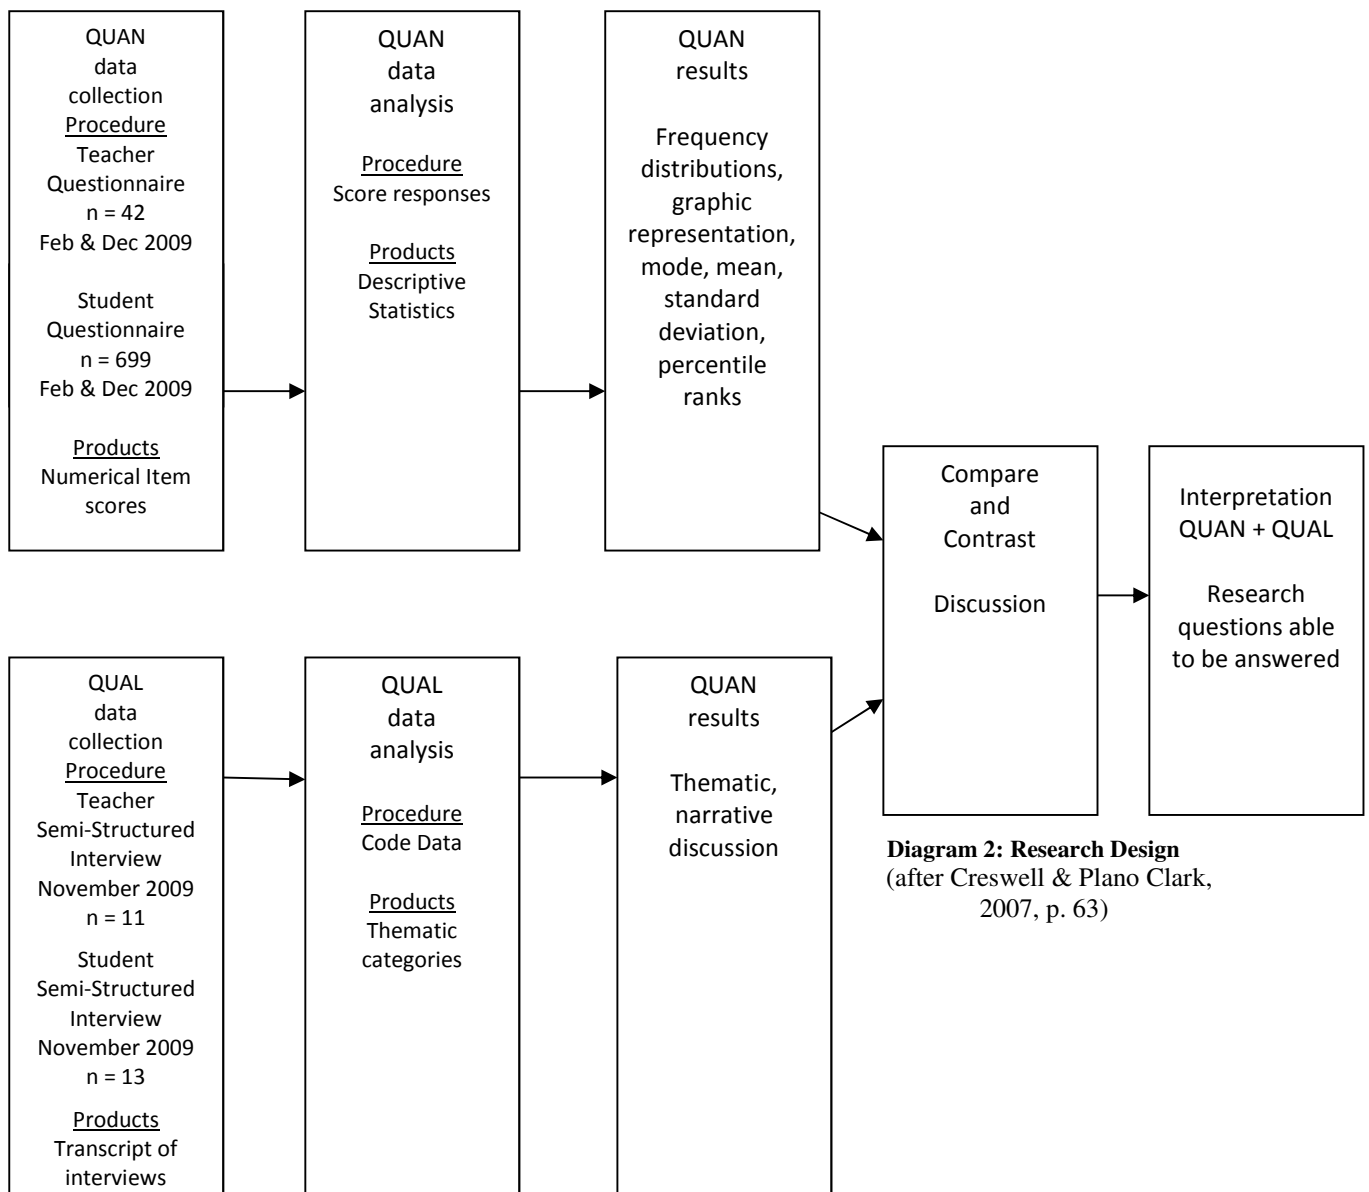 QUAN
data
collection
Procedure
Teacher
Questionnaire
n = 42
Feb & Dec 2009
Student
Questionnaire
n = 699
Feb & Dec 2009
Products
Numerical Item
scores
QUAN
data
analysis
Procedure
Score responses
Products
Descriptive
Statistics
QUAN
results
Frequency
distributions,
graphic
representation,
mode, mean,
standard
deviation,
percentile
ranks
QUAL
data
collection
Procedure
Teacher
Semi-Structured
Interview
November 2009
n = 11
Student
Semi-Structured
Interview
November 2009
n = 13
Products
Transcript of
interviews
QUAL
data
analysis
Procedure
Code Data
Products
Thematic
categories
QUAN
results
Thematic,
narrative
discussion
Compare
and
Contrast
Discussion
Interpretation
QUAN + QUAL
Research
questions able
to be answered
Diagram 2: Research Design
(after Creswell & Plano Clark,
2007, p. 63)